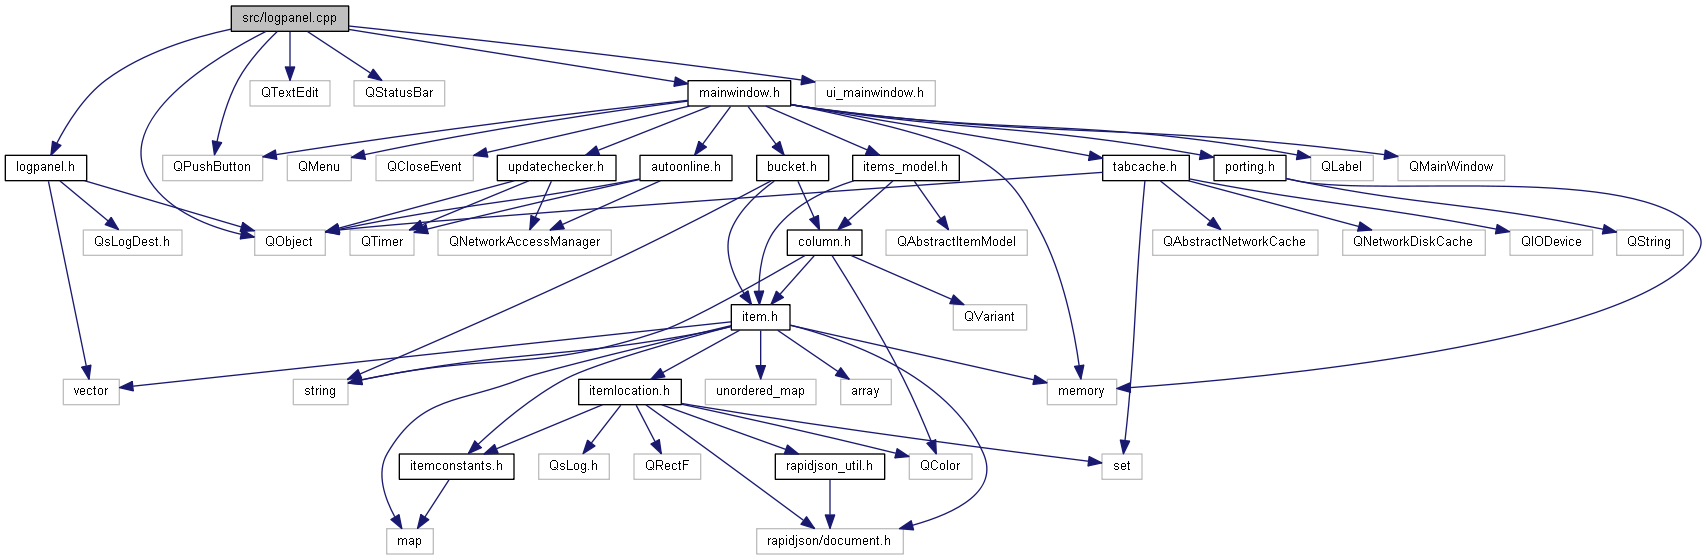 src/logpanel.cpp
QTextEdit
QStatusBar
mainwindow.h
ui_mainwindow.h
logpanel.h
QPushButton
QMenu
QCloseEvent
updatechecker.h
autoonline.h
bucket.h
items_model.h
tabcache.h
porting.h
QLabel
QMainWindow
QsLogDest.h
QObject
QTimer
QNetworkAccessManager
column.h
QAbstractItemModel
QAbstractNetworkCache
QNetworkDiskCache
QIODevice
QString
item.h
QVariant
vector
string
itemlocation.h
unordered_map
array
memory
itemconstants.h
QsLog.h
QRectF
rapidjson_util.h
QColor
set
map
rapidjson/document.h